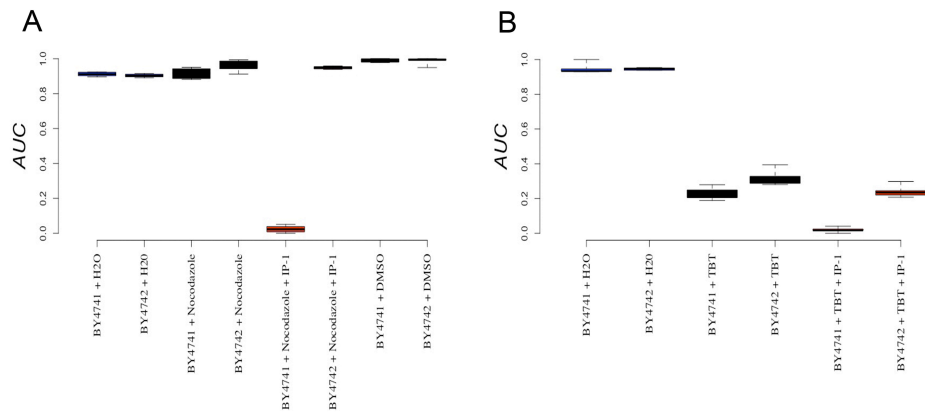 A
AUC
1.0
0.8
0.6
0.4
0.2
0.0
BY4741 + H2O
BY4742 + H20
BY4741 + Nocodazole
BY4742 + Nocodazole
BY4741 + Nocodazole + IP-1
BY4742 + Nocodazole + IP-1
BY4741 + DMSO
BY4742 + DMSO
B
AUC
1.0
0.8
0.6
0.4
0.2
0.0
BY4741 + H2O
BY4742 + H20
BY4741 + TBT
BY4742 + TBT
BY4741 + TBT + IP-1
BY4742 + TBT + IP-1